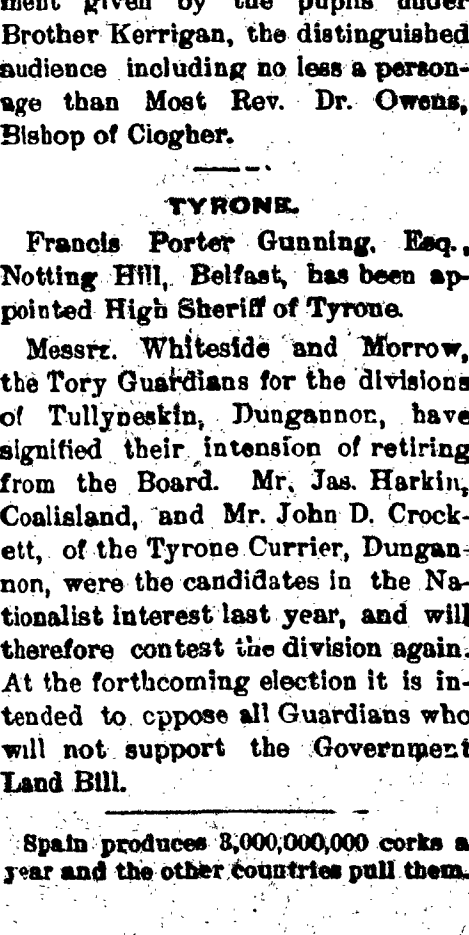 ment given by the pupils under
Brother Kerrigan, the distinguished
audience including no less a person-
age than Most Rev. Dr. Owens,
Bishop of Clogher.
TYRONE.
Francis Porter Gunning, Esq.,
Notting Hill, Belfast, has been ap-
pointed High Sheriff of Tyrone.
Messrs. Whiteside and Morrow,
the Tory Guardians for the divisions
of Tullyneskin, Dungannon, have
signified their intension of retiring
from the Board. Mr. Jas. Harkin,
Coalisland, and Mr. John D. Crock-
ett, of the Tyrone Currier, Dungan-
non, were the candidates in the Na-
tionalist interest last year, and will
therefore contest the division again.
At the forthcoming election it is in-
tended to oppose all Guardians who
will not support the Government
Land Bill.
Spain produces 3,000,000,000 corks a
year and the other countries pull them.